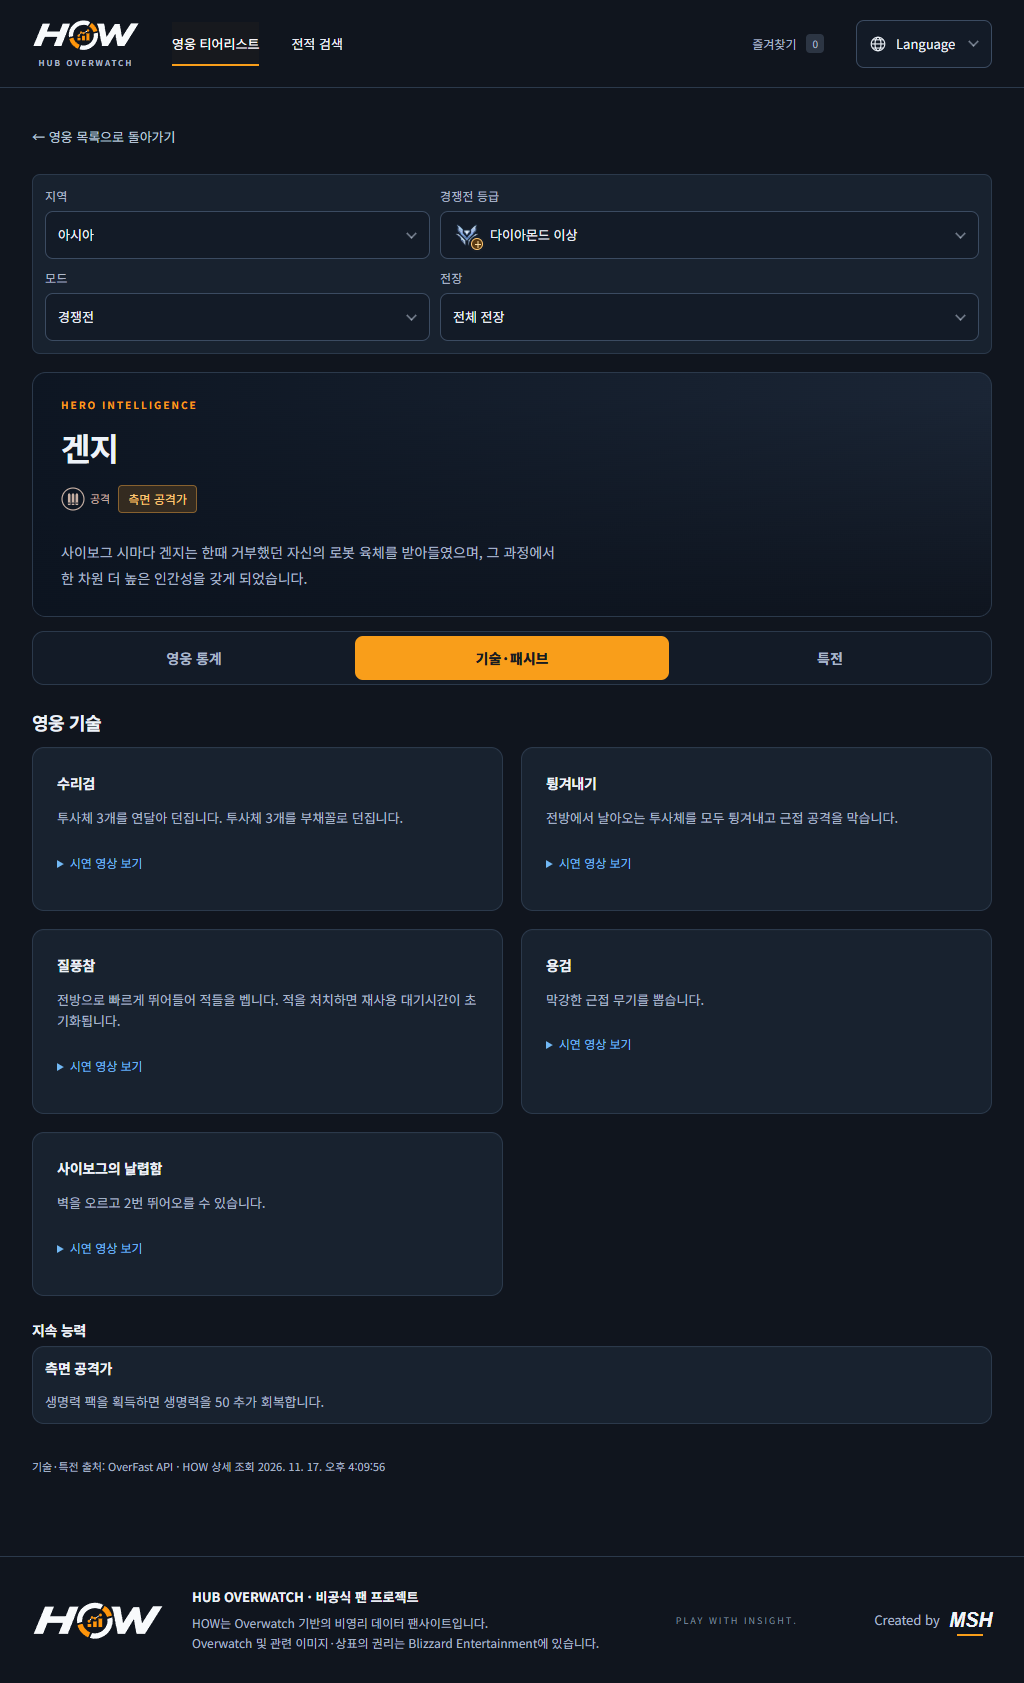 HOW
HUB OVERWATCH
영웅 티어리스트
전적 검색
즐겨찾기 0
Language
← 영웅 목록으로 돌아가기
지역
아시아
경쟁전 등급
다이아몬드 이상
모드
경쟁전
전장
전체 전장
HERO INTELLIGENCE
겐지
공격 측면 공격가
사이보그 시마다 겐지는 한때 거부했던 자신의 로봇 육체를 받아들였으며, 그 과정에서
한 차원 더 높은 인간성을 갖게 되었습니다.
영웅 통계
기술·패시브
특전
영웅 기술
수리검
투사체 3개를 연달아 던집니다. 투사체 3개를 부채꼴로 던집니다.
▶ 시연 영상 보기
튕겨내기
전방에서 날아오는 투사체를 모두 튕겨내고 근접 공격을 막습니다.
▶ 시연 영상 보기
질풍참
전방으로 빠르게 뛰어들어 적들을 벱니다. 적을 처치하면 재사용 대기시간이 초
기화됩니다.
▶ 시연 영상 보기
용검
막강한 근접 무기를 뽑습니다.
▶ 시연 영상 보기
사이보그의 날렵함
벽을 오르고 2번 뛰어오를 수 있습니다.
▶ 시연 영상 보기
지속 능력
측면 공격가
생명력 팩을 획득하면 생명력을 50 추가 회복합니다.
기술·특전 출처: OverFast API · HOW 상세 조회 2026. 11. 17. 오후 4:09:56
HOW
HUB OVERWATCH · 비공식 팬 프로젝트
HOW는 Overwatch 기반의 비영리 데이터 팬사이트입니다.
Overwatch 및 관련 이미지·상표의 권리는 Blizzard Entertainment에 있습니다.
PLAY WITH INSIGHT.
Created by MSH